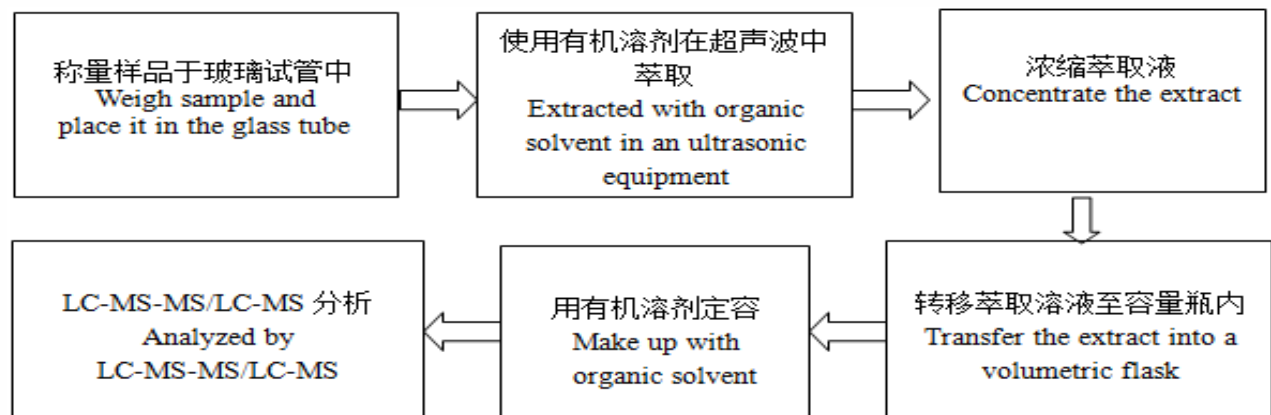 称量样品于玻璃试管中
Weigh sample and
place it in the glass tube
使用有机溶剂在超声波中
萃取
Extracted with organic
solvent in an ultrasonic
equipment
浓缩萃取液
Concentrate the extract
转移萃取溶液至容量瓶内
Transfer the extract into a
volumetric flask
用有机溶剂定容
Make up with
organic solvent
LC-MS-MS/LC-MS 分析
Analyzed by
LC-MS-MS/LC-MS